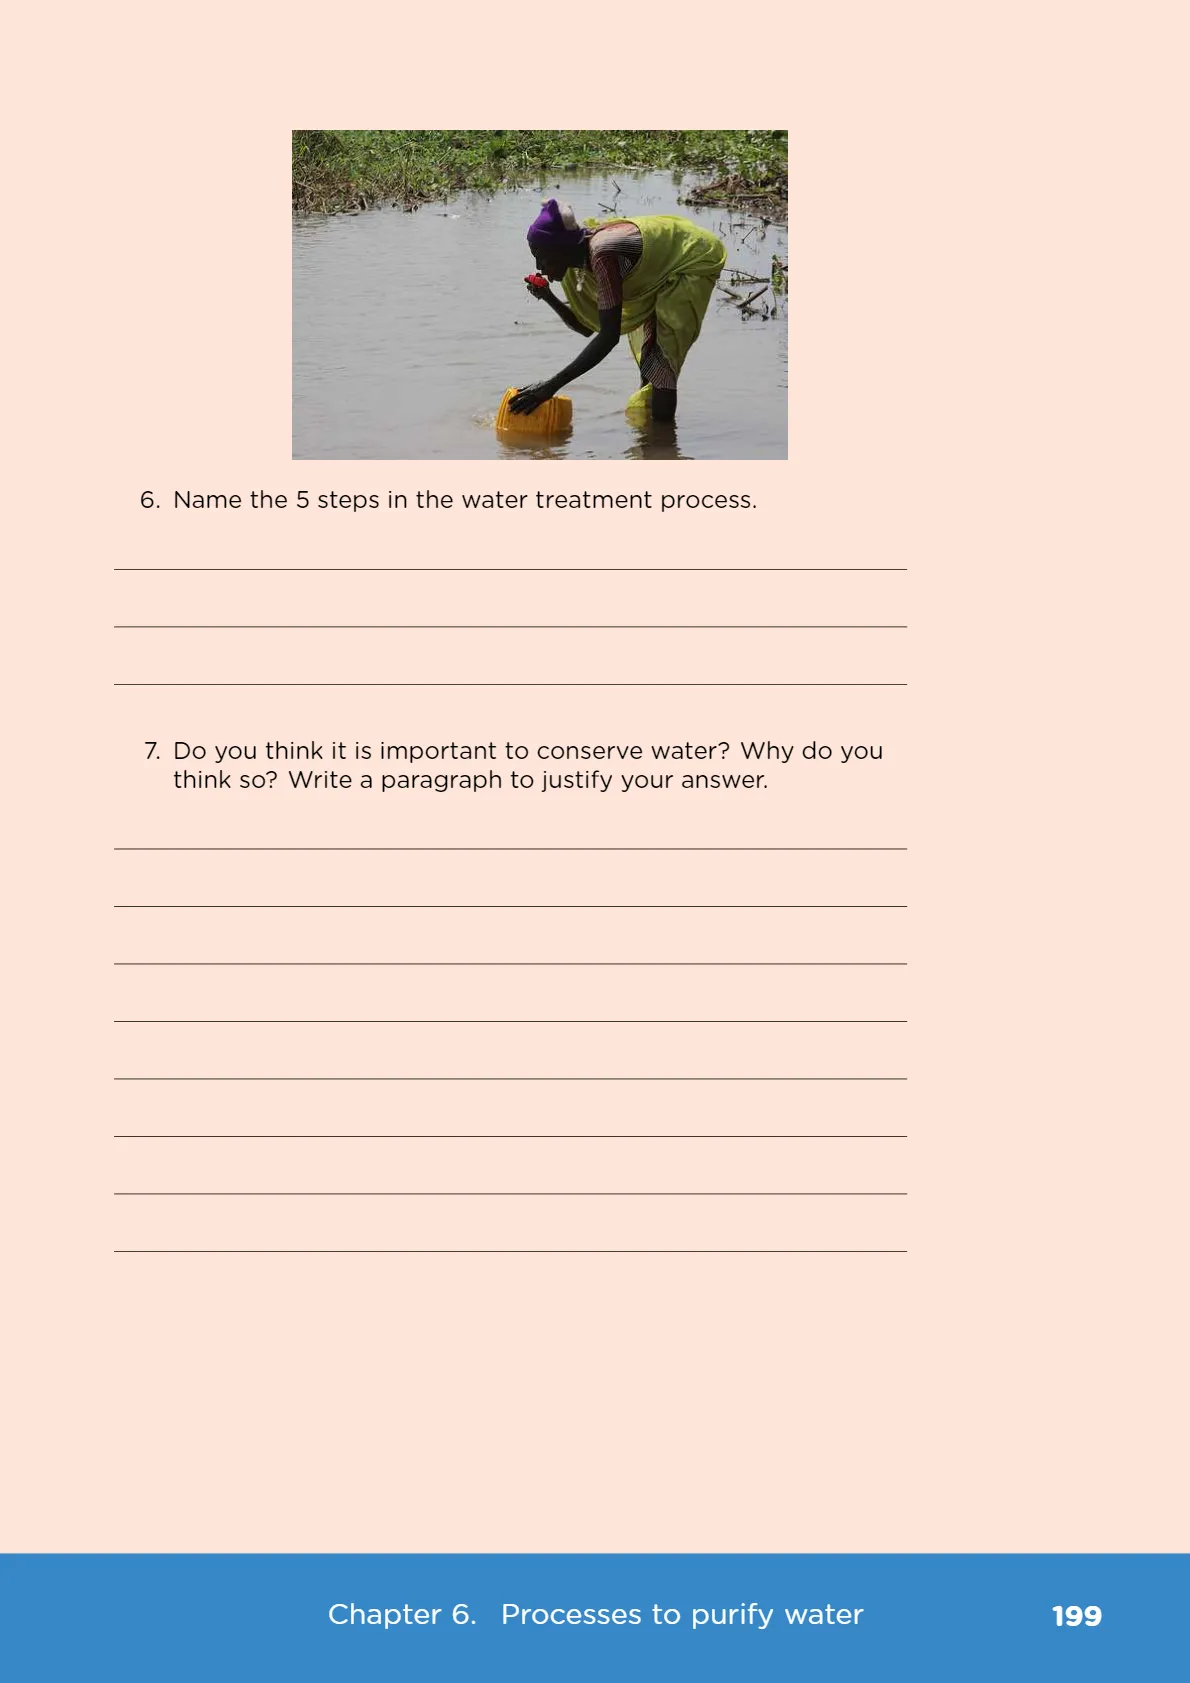 6. Name the 5 steps in the water treatment process.
7. Do you think it is important to conserve water? Why do you
think so? Write a paragraph to justify your answer.
Chapter 6. Processes to purify water
199